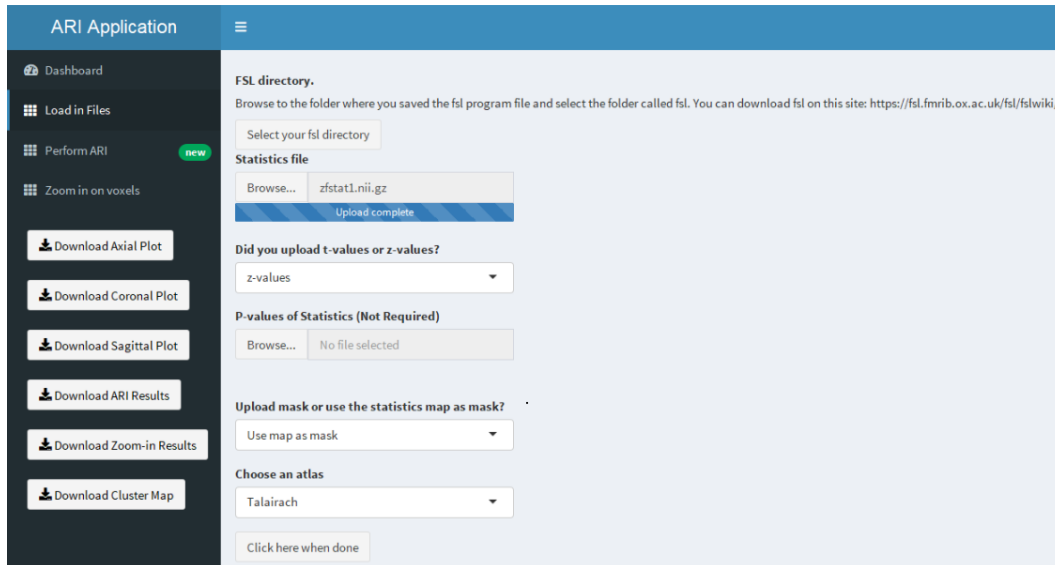 ARI Application
Dashboard
Load in Files
Perform ARI new
Zoom in on voxels
Download Axial Plot
Download Coronal Plot
Download Sagittal Plot
Download ARI Results
Download Zoom-in Results
Download Cluster Map
FSL directory.
Browse to the folder where you saved the fsl program file and select the folder called fsl. You can download fsl on this site: https://fsl.fmrib.ox.ac.uk/fsl/fslwiki,
Select your fsl directory
Statistics file
Browse... zfstat1.nii.gz
Upload complete
Did you upload t-values or z-values?
z-values
P-values of Statistics (Not Required)
Browse... No file selected
Upload mask or use the statistics map as mask?
Use map as mask
Choose an atlas
Talairach
Click here when done